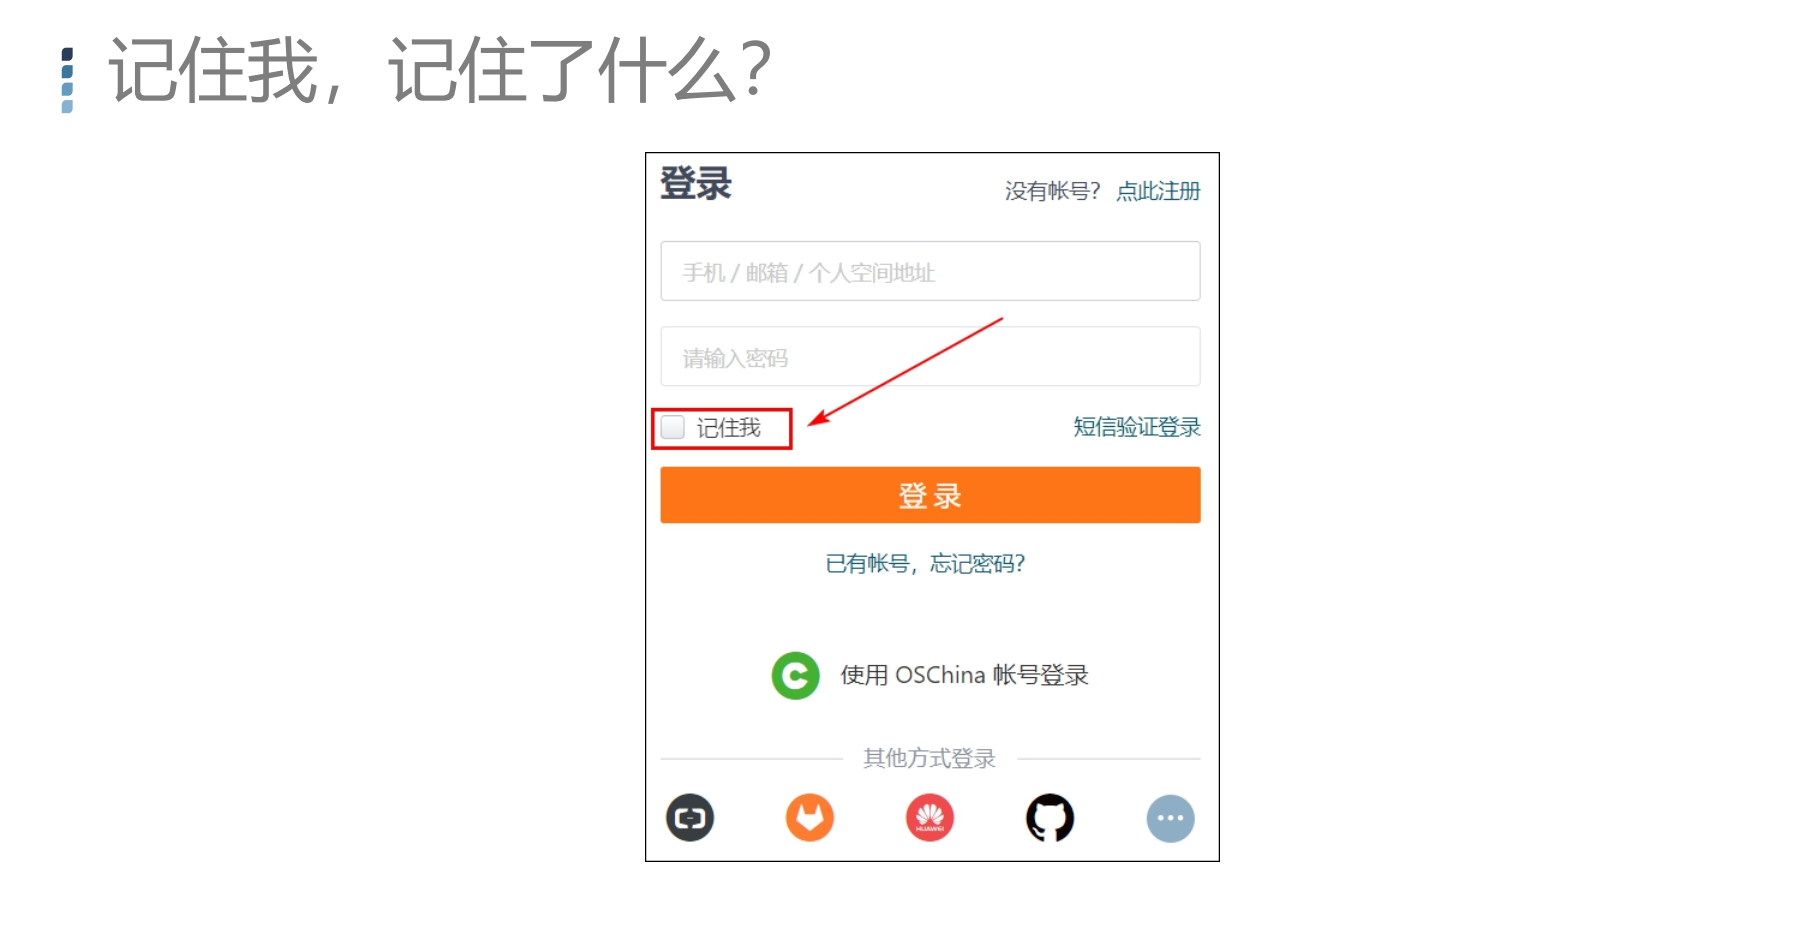 记住我，记住了什么？
登录
没有帐号？ 点此注册
手机 / 邮箱 / 个人空间地址
请输入密码
记住我
短信验证登录
登 录
已有帐号，忘记密码？
使用 OSChina 帐号登录
其他方式登录
HUAWEI